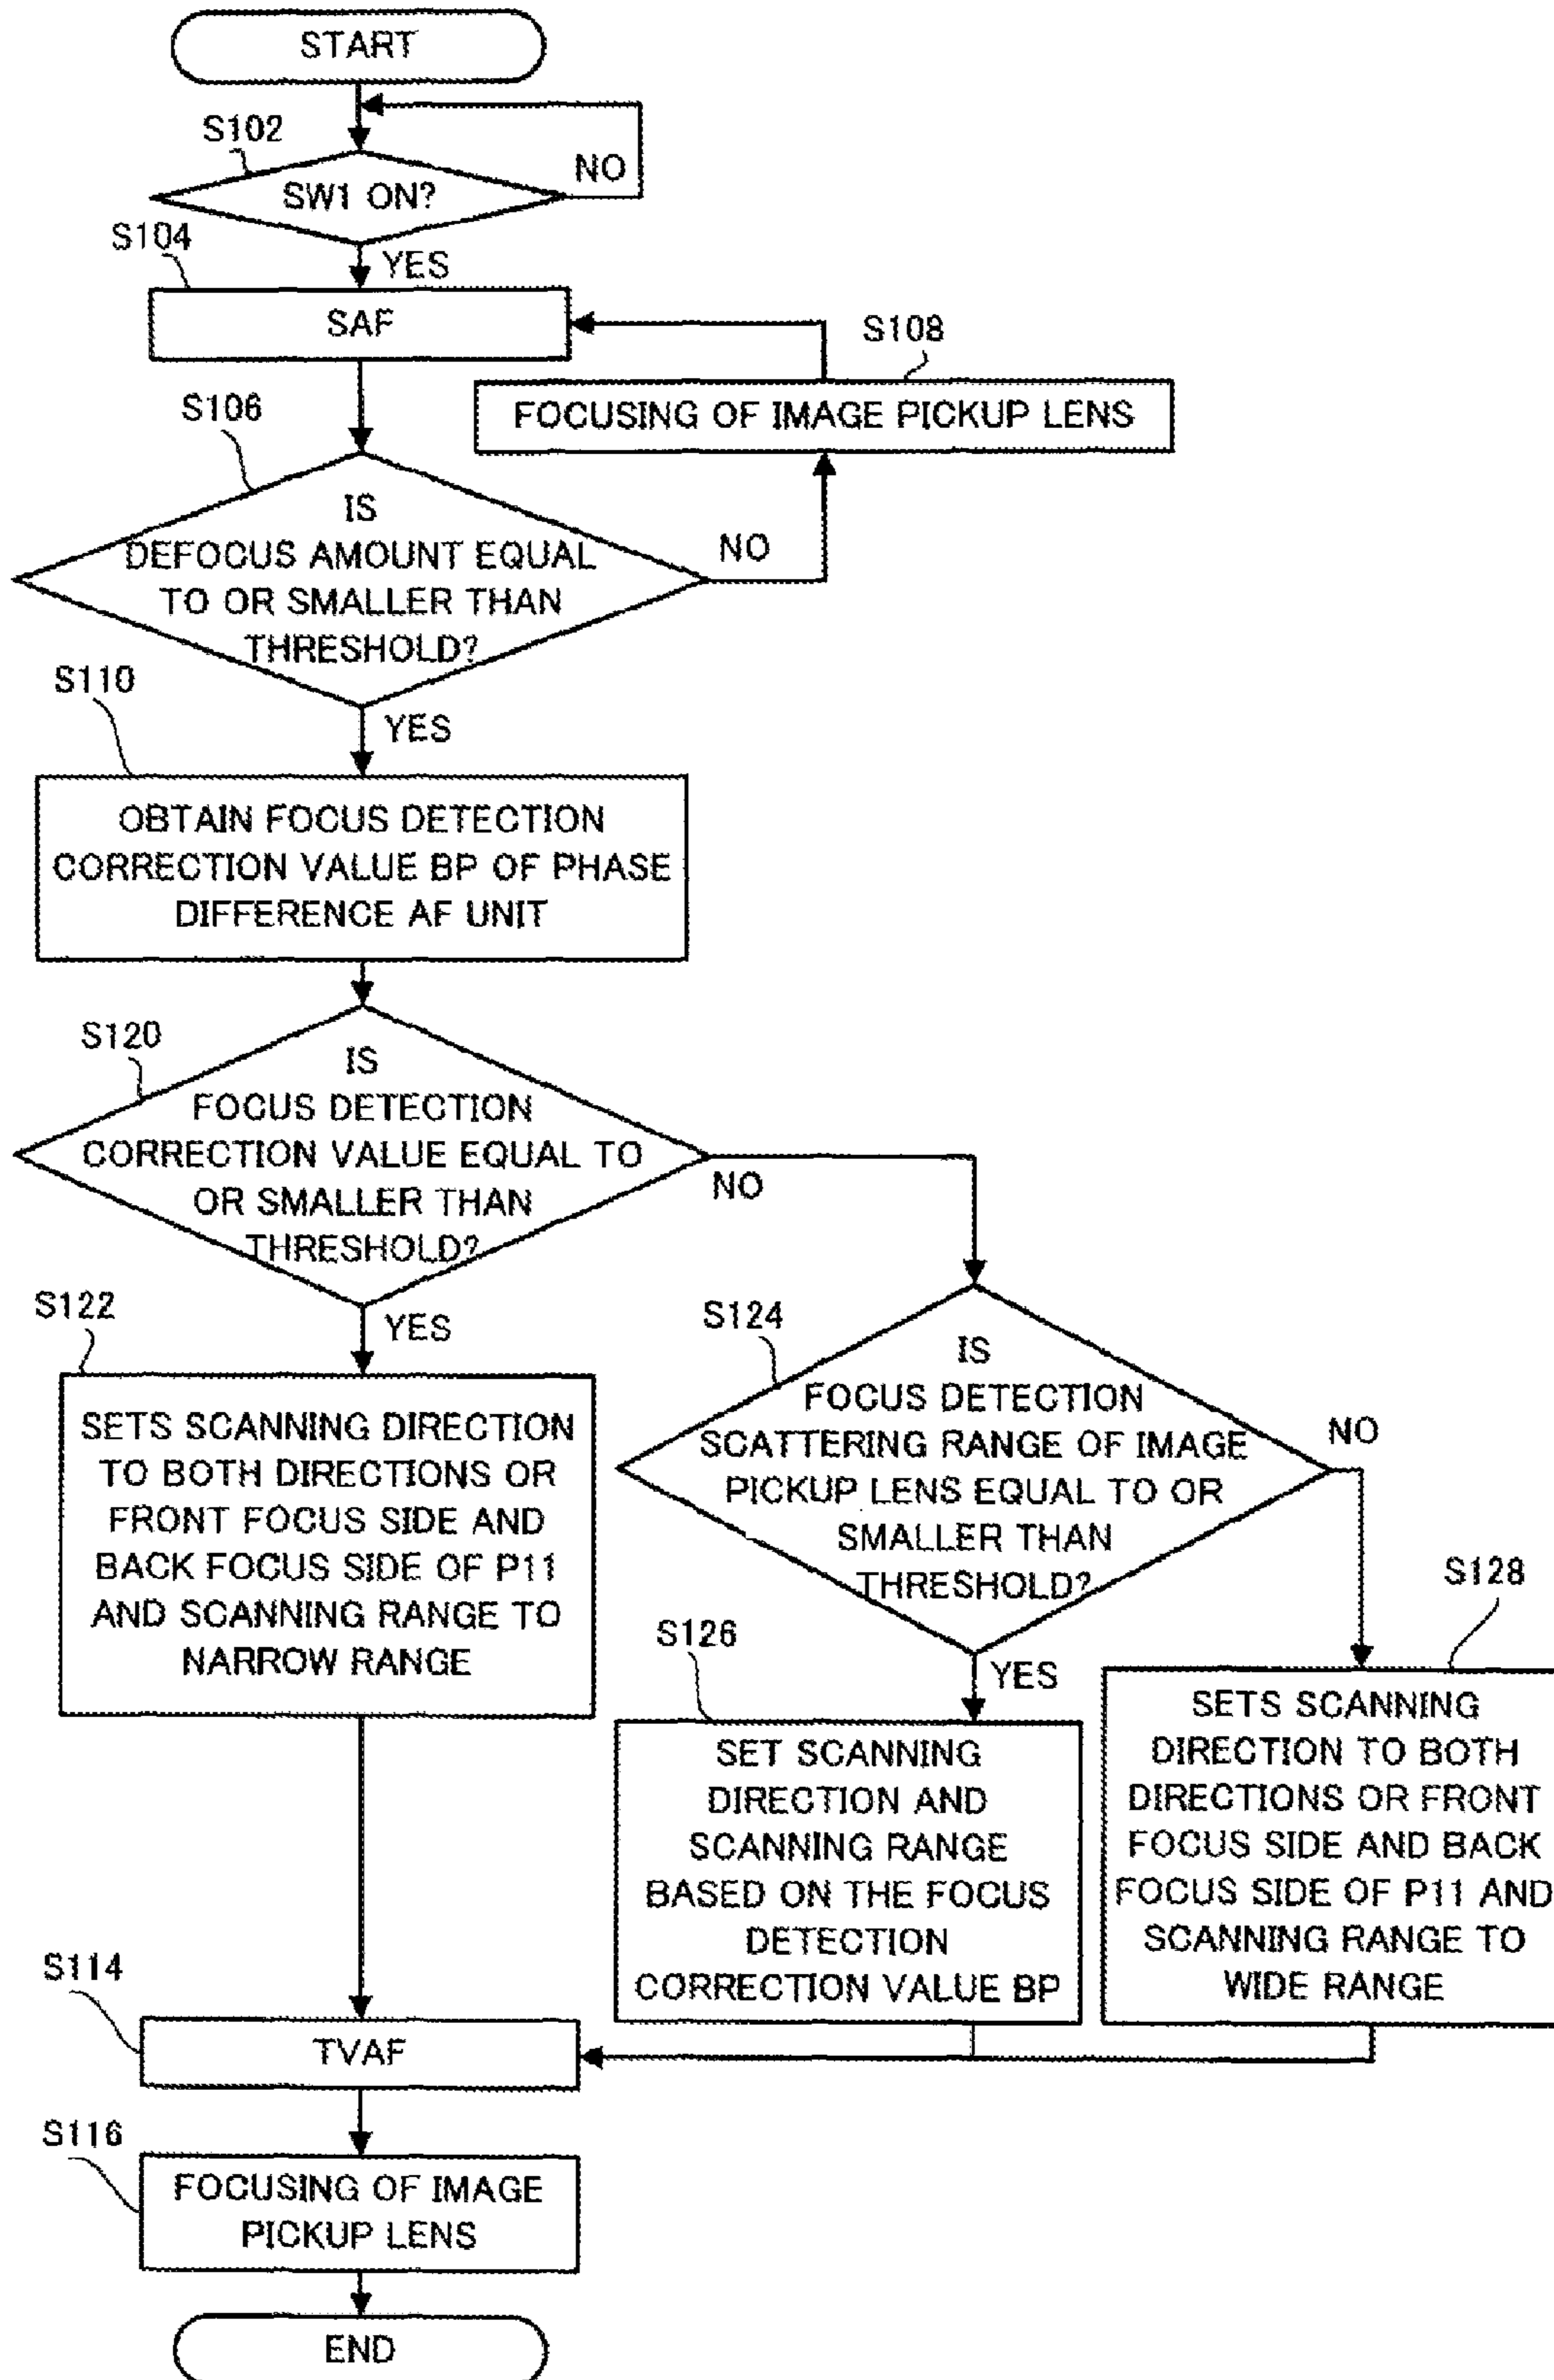 START
S102
SW1 ON?
NO
S104
YES
SAF
S108
FOCUSING OF IMAGE PICKUP LENS
S106
IS
DEFOCUS AMOUNT EQUAL
TO OR SMALLER THAN
THRESHOLD?
NO
S110
YES
OBTAIN FOCUS DETECTION
CORRECTION VALUE BP OF PHASE
DIFFERENCE AF UNIT
S120
IS
FOCUS DETECTION
CORRECTION VALUE EQUAL TO
OR SMALLER THAN
THRESHOLD?
NO
S122
YES
SETS SCANNING DIRECTION
TO BOTH DIRECTIONS OR
FRONT FOCUS SIDE AND
BACK FOCUS SIDE OF P11
AND SCANNING RANGE TO
NARROW RANGE
S124
IS
FOCUS DETECTION
SCATTERING RANGE OF IMAGE
PICKUP LENS EQUAL TO OR
SMALLER THAN
THRESHOLD?
NO
S126
YES
SET SCANNING
DIRECTION AND
SCANNING RANGE
BASED ON THE FOCUS
DETECTION
CORRECTION VALUE BP
S128
SETS SCANNING
DIRECTION TO BOTH
DIRECTIONS OR FRONT
FOCUS SIDE AND BACK
FOCUS SIDE OF P11 AND
SCANNING RANGE TO
WIDE RANGE
S114
TVAF
S116
FOCUSING OF IMAGE
PICKUP LENS
END